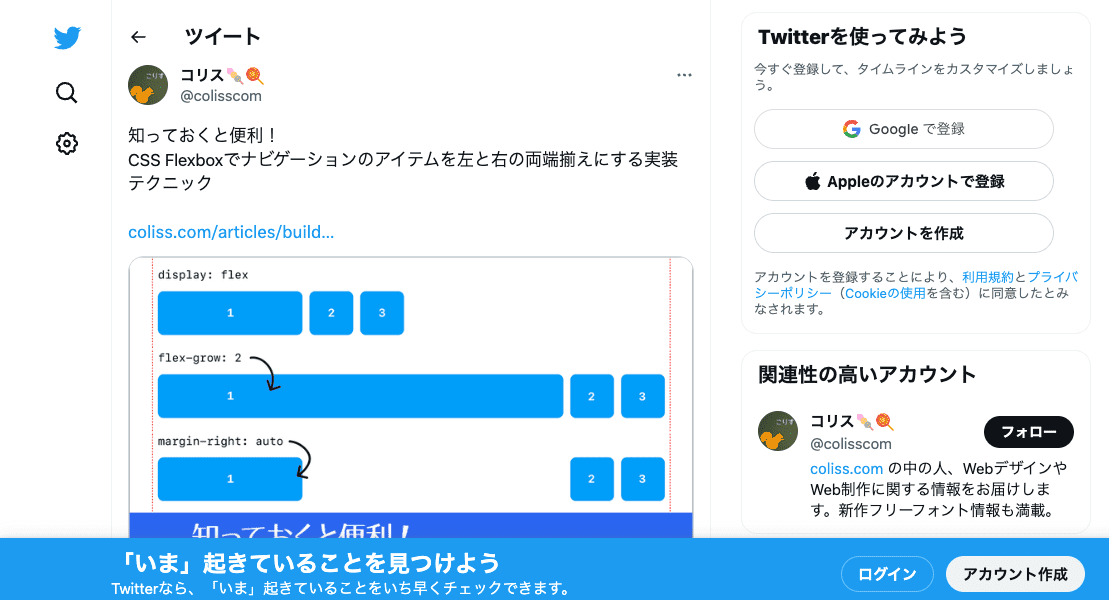 ツイート
コリス🍡🍭
@colisscom
知っておくと便利！
CSS Flexboxでナビゲーションのアイテムを左と右の両端揃えにする実装
テクニック
coliss.com/articles/build...
display: flex
1 2 3
flex-grow: 2
1 2 3
margin-right: auto
1 2 3
知っておくと便利！
Twitterを使ってみよう
今すぐ登録して、タイムラインをカスタマイズしましょ
う。
Google で登録
Appleのアカウントで登録
アカウントを作成
アカウントを登録することにより、利用規約とプライバ
シーポリシー（Cookieの使用を含む）に同意したとみ
なされます。
関連性の高いアカウント
コリス🍡🍭
@colisscom
フォロー
coliss.com の中の人、Webデザインや
Web制作に関する情報をお届けしま
す。新作フリーフォント情報も満載。
「いま」起きていることを見つけよう
Twitterなら、「いま」起きていることをいち早くチェックできます。
ログイン
アカウント作成